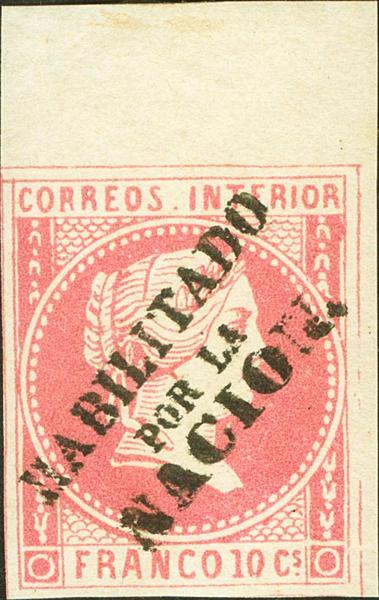 CORREOS. INTERIOR
HABILITADO
POR LA
NACION.
FRANCO 10 Cs